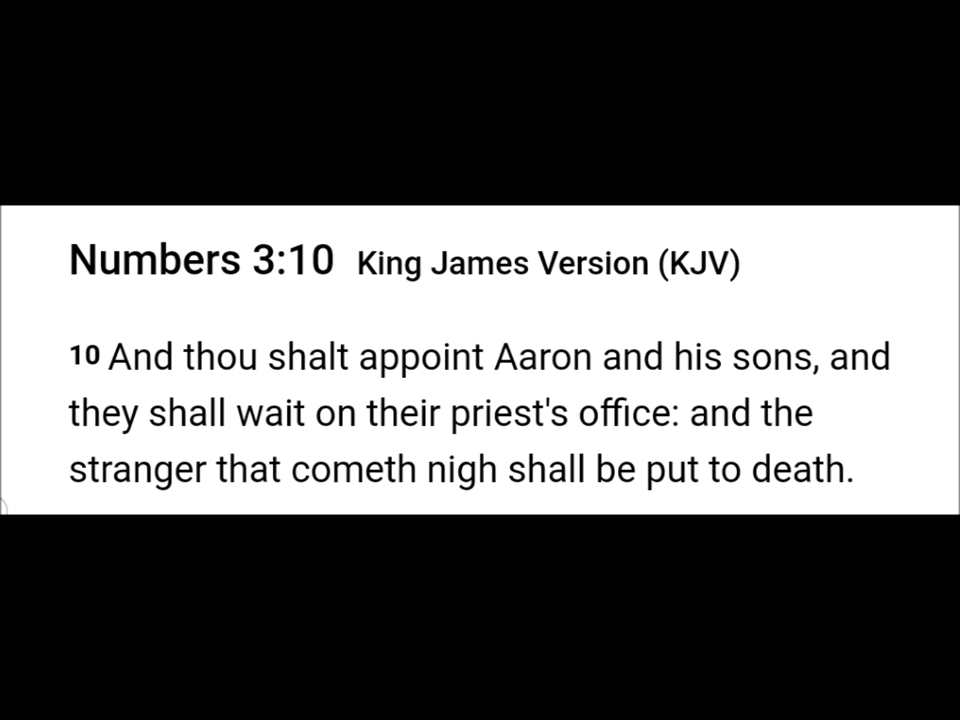 Numbers 3:10 King James Version (KJV)
10 And thou shalt appoint Aaron and his sons, and
they shall wait on their priest's office: and the
stranger that cometh nigh shall be put to death.